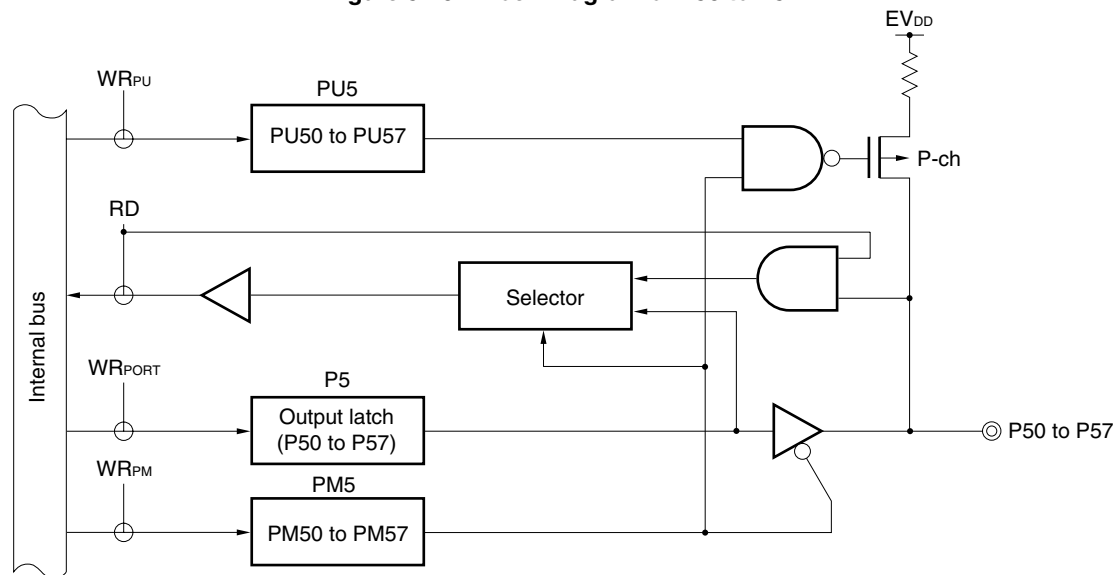 EVDD
WRPU
PU5
PU50 to PU57
P-ch
RD
Selector
Internal bus
WRPORT
P5
Output latch
(P50 to P57)
P50 to P57
WRPM
PM5
PM50 to PM57